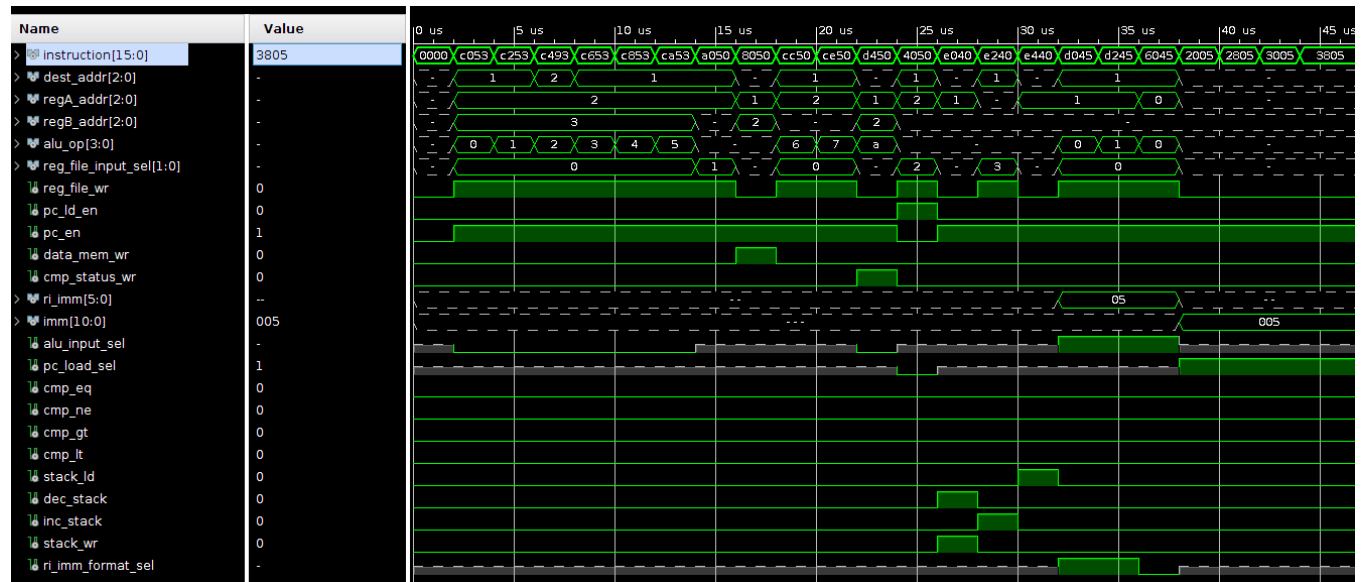 Name Value
0 us 5 us 10 us 15 us 20 us 25 us 30 us 35 us 40 us 45 us
instruction[15:0] 3805 0000 c053 c253 c493 c653 c853 ca53 a050 8050 cc50 ce50 d450 4050 e040 e240 e440 d045 d245 6045 2005 2805 3005 3805
dest_addr[2:0] - - 1 2 1 - 1 - 1 - 1 - 1 -
regA_addr[2:0] - - 2 1 2 1 2 1 - 1 0 -
regB_addr[2:0] - - 3 - 2 - 2 -
alu_op[3:0] - - 0 1 2 3 4 5 - 6 7 a - 0 1 0 -
reg_file_input_sel[1:0] - - 0 1 - 0 - 2 - 3 - 0 -
reg_file_wr 0
pc_ld_en 0
pc_en 1
data_mem_wr 0
cmp_status_wr 0
ri_imm[5:0] -- -- 05 --
imm[10:0] 005 --- 005
alu_input_sel -
pc_load_sel 1
cmp_eq 0
cmp_ne 0
cmp_gt 0
cmp_lt 0
stack_ld 0
dec_stack 0
inc_stack 0
stack_wr 0
ri_imm_format_sel -